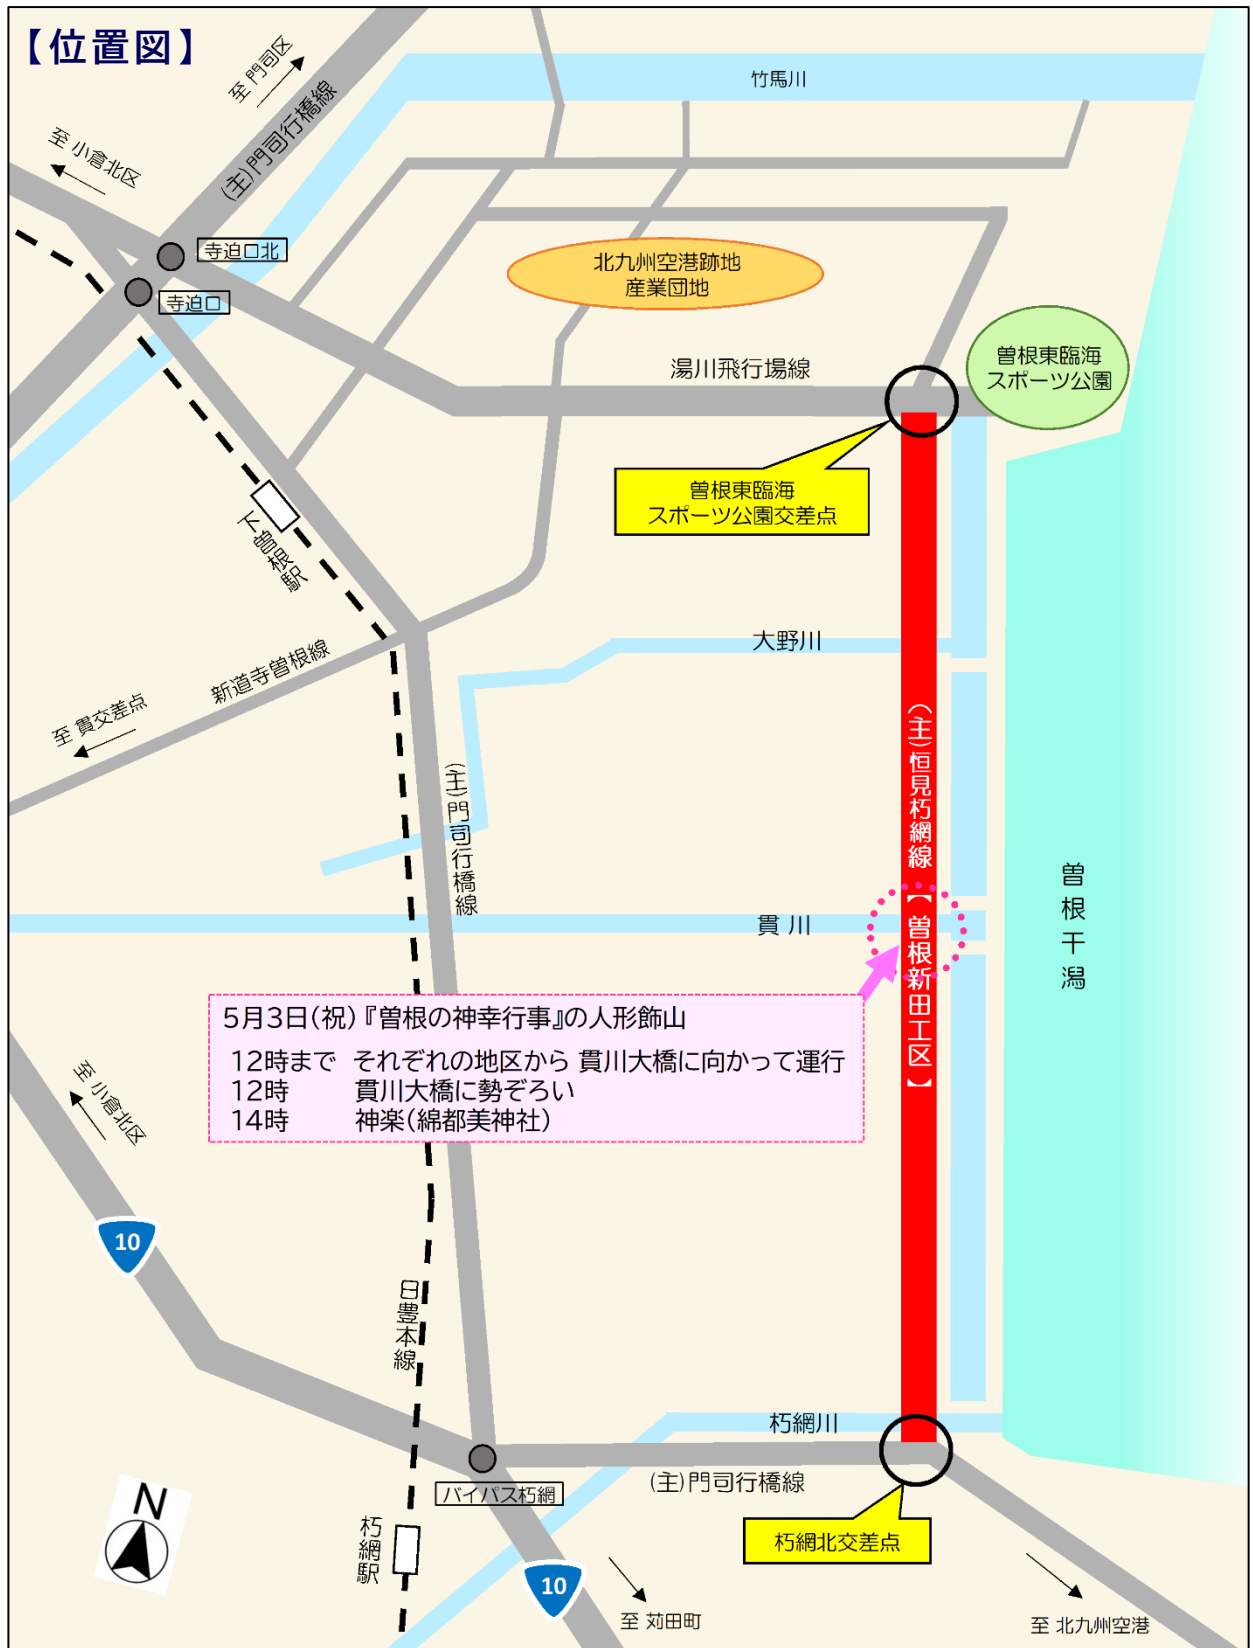 【位置図】
至 門司区
竹馬川
(主)門司行橋線
至 小倉北区
寺迫口北
寺迫口
北九州空港跡地
産業団地
曽根東臨海
スポーツ公園
湯川飛行場線
曽根東臨海
スポーツ公園交差点
下曽根駅
大野川
新道寺曽根線
至 貫交差点
(主)門司行橋線
(主)恒見朽網線【曽根新田工区】
曽根干潟
貫川
5月3日(祝)『曽根の神幸行事』の人形飾山
12時まで それぞれの地区から 貫川大橋に向かって運行
12時 貫川大橋に勢ぞろい
14時 神楽(綿都美神社)
至 小倉北区
10
日豊本線
朽網川
(主)門司行橋線
バイパス朽網
N
朽網駅
朽網北交差点
10
至 苅田町
至 北九州空港